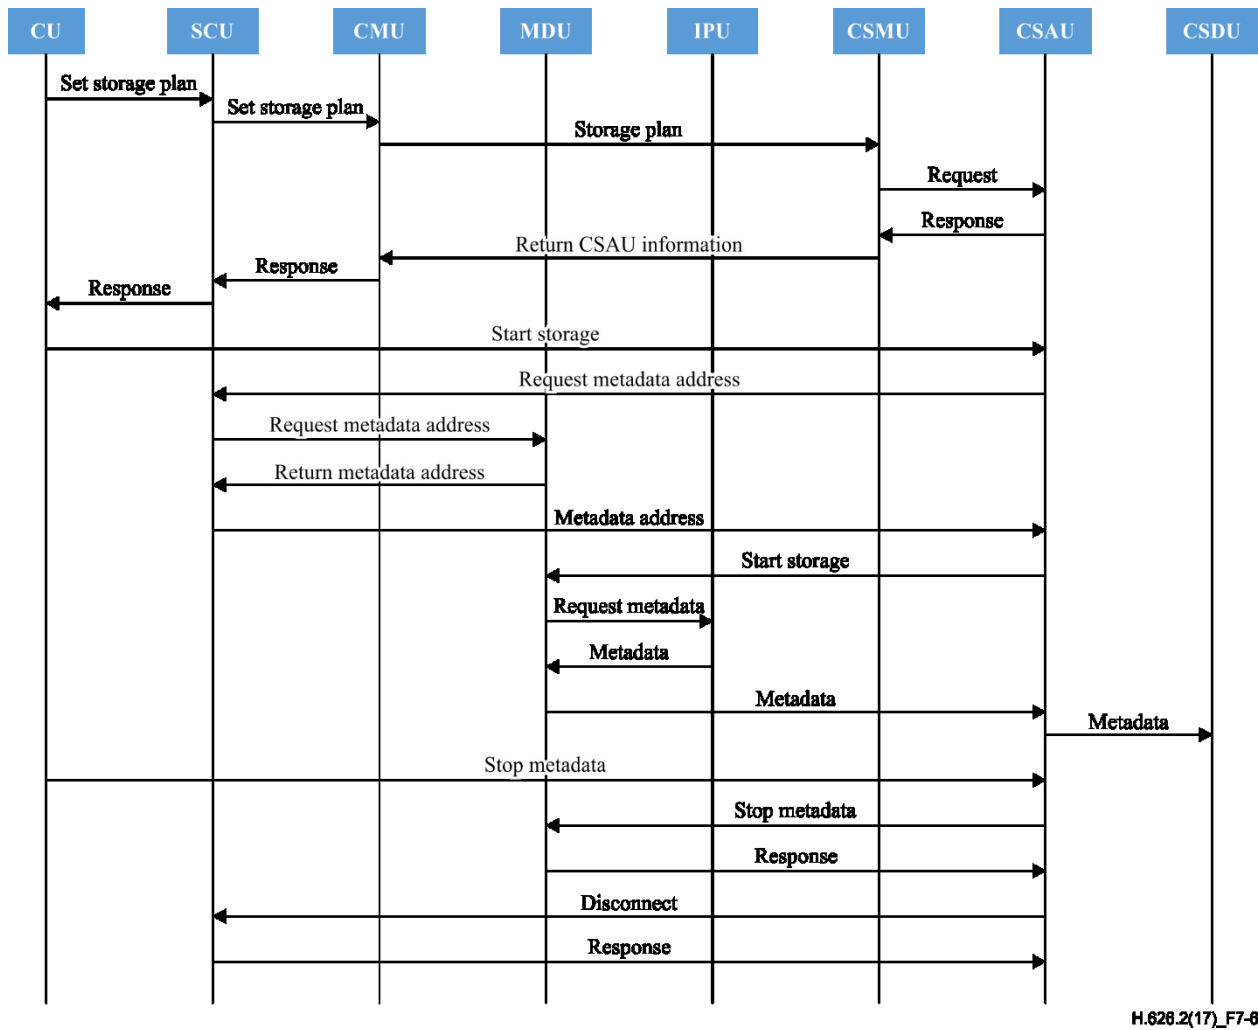 CU SCU CMU MDU IPU CSMU CSAU CSDU
Set storage plan
Set storage plan
Storage plan
Request
Response
Return CSAU information
Response
Response
Start storage
Request metadata address
Request metadata address
Return metadata address
Metadata address
Start storage
Request metadata
Metadata
Metadata
Metadata
Stop metadata
Stop metadata
Response
Disconnect
Response
H.626.2(17)_F7-6